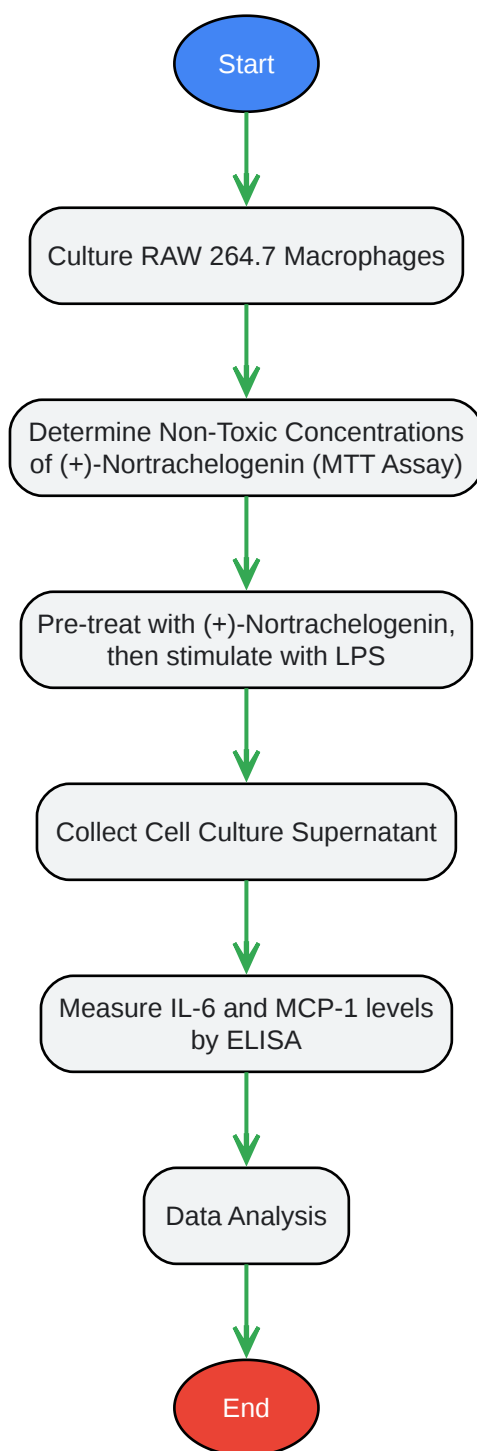 Start
Culture RAW 264.7 Macrophages
Determine Non-Toxic Concentrations
of (+)-Nortrachelogenin (MTT Assay)
Pre-treat with (+)-Nortrachelogenin,
then stimulate with LPS
Collect Cell Culture Supernatant
Measure IL-6 and MCP-1 levels
by ELISA
Data Analysis
End